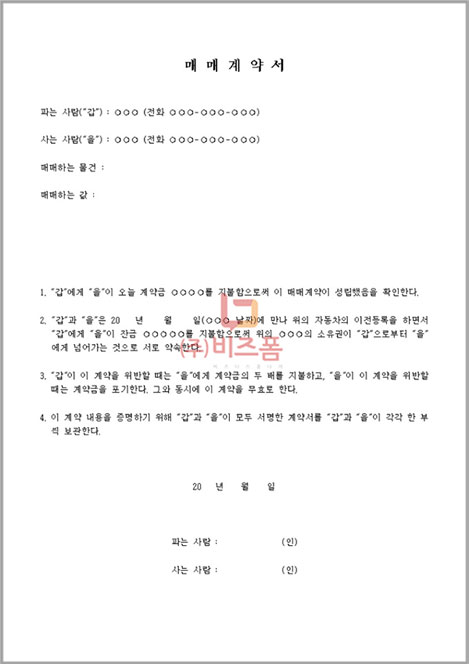 매 매 계 약 서
파는 사람("갑") : ○○○ (전화 ○○○-○○○-○○○)
사는 사람("을") : ○○○ (전화 ○○○-○○○-○○○)
매매하는 물건 :
매매하는 값 :
1. "갑"에게 "을"이 오늘 계약금 ○○○○를 지불함으로써 이 매매계약이 성립했음을 확인한다.
2. "갑"과 "을"은 20 년 월 일(○○○ 날짜)에 만나 위의 자동차의 이전등록을 하면서
"갑"에게 "을"이 잔금 ○○○○○를 지불함으로써 위의 ○○○의 소유권이 "갑"으로부터 "을"
에게 넘어가는 것으로 서로 약속한다.
(주)비즈폼
3. "갑"이 이 계약을 위반할 때는 "을"에게 계약금의 두 배를 지불하고, "을"이 이 계약을 위반할
때는 계약금을 포기한다. 그와 동시에 이 계약을 무효로 한다.
4. 이 계약 내용을 증명하기 위해 "갑"과 "을"이 모두 서명한 계약서를 "갑"과 "을"이 각각 한 부
씩 보관한다.
20 년 월 일
파는 사람 : (인)
사는 사람 : (인)